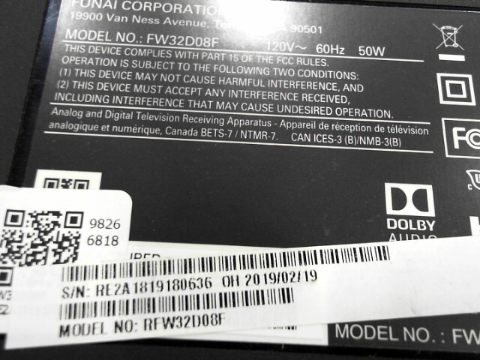 FUNAI CORPORATION
19900 Van Ness Avenue, 90501
MODEL NO.: FW32D08F 120V~ 60Hz 50W
THIS DEVICE COMPLIES WITH PART 15 OF THE FCC RULES.
OPERATION IS SUBJECT TO THE FOLLOWING TWO CONDITIONS:
(1) THIS DEVICE MAY NOT CAUSE HARMFUL INTERFERENCE, AND
(2) THIS DEVICE MUST ACCEPT ANY INTERFERENCE RECEIVED,
INCLUDING INTERFERENCE THAT MAY CAUSE UNDESIRED OPERATION.
Analog and Digital Television Receiving Apparatus - Appareil de réception de télévision
analogique et numérique, Canada BETS-7 / NTMR-7. CAN ICES-3 (B)/NMB-3(B)
FC
DOLBY
AUDIO
9826
6818
S/N: RE2A1819180636 OH 2019/02/19
MODEL NO: RFW32D08F
MODEL NO.: FW